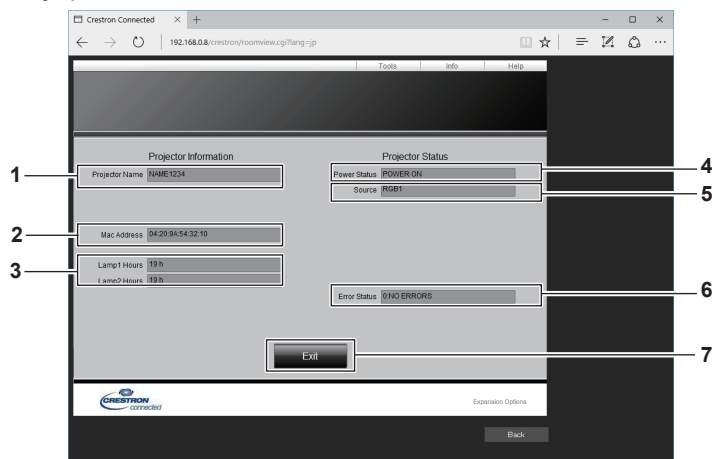 Crestron Connected
192.168.0.8/crestron/roomview.cgi?lang=jp
Tools Info Help
Projector Information
Projector Status
1
Projector Name NAME1234
Power Status POWER ON
4
Source RGB1
5
2
Mac Address 04:20:9A:54:32:10
3
Lamp1 Hours 19 h
Lamp2 Hours 19 h
Error Status 0:NO ERRORS
6
Exit
7
CRESTRON
connected
Expansion Options
Back